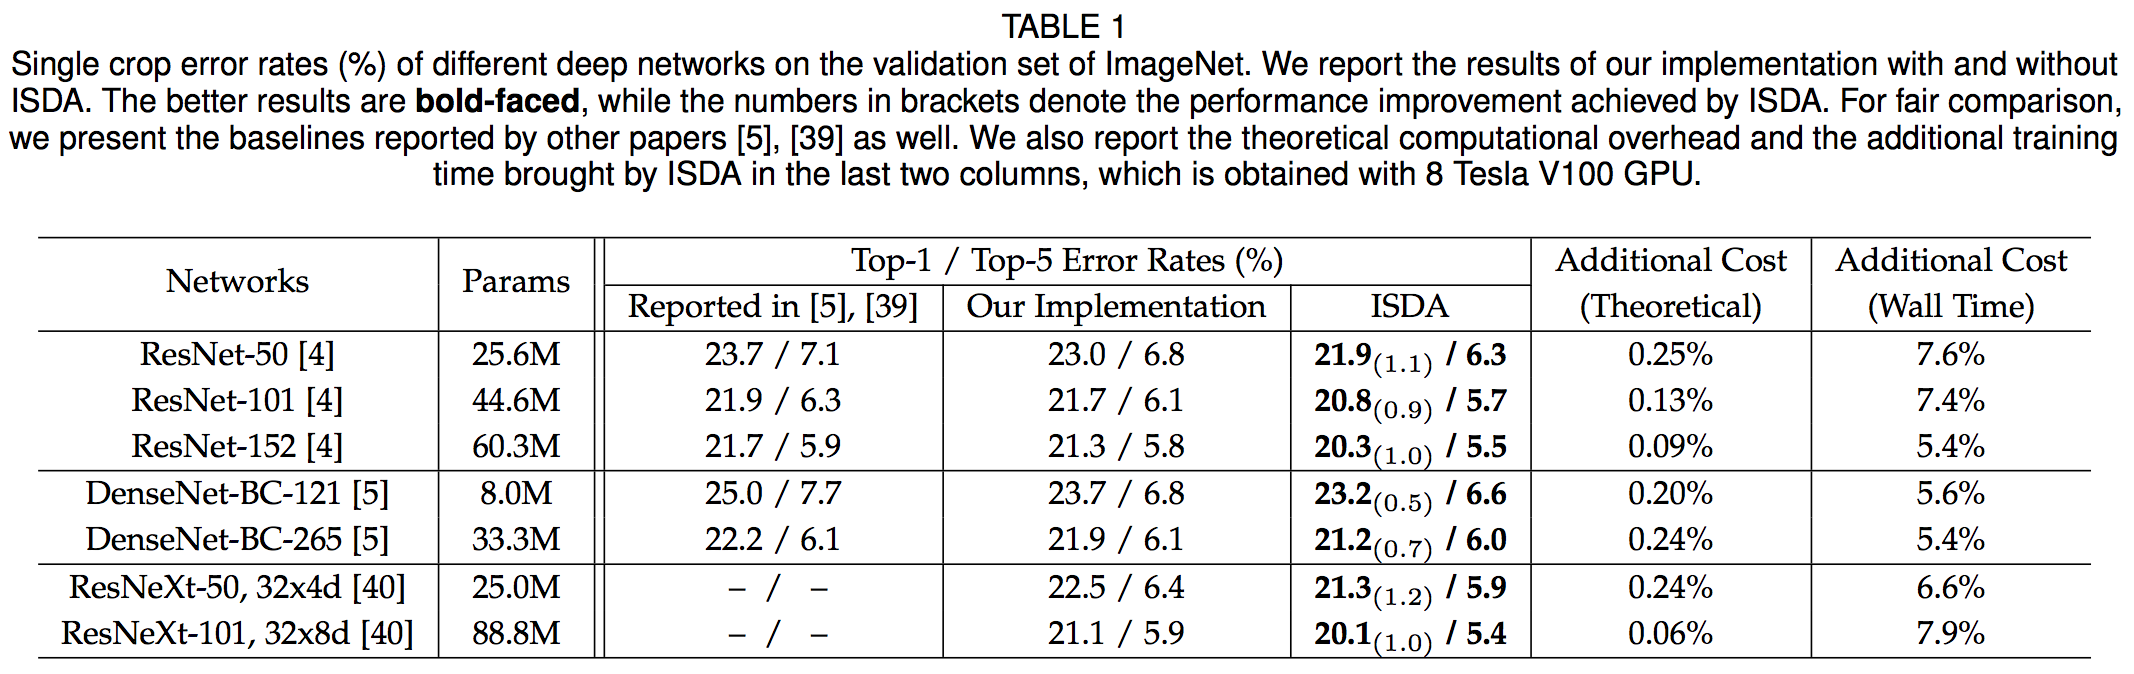 TABLE 1
Single crop error rates (%) of different deep networks on the validation set of ImageNet. We report the results of our implementation with and without
ISDA. The better results are bold-faced, while the numbers in brackets denote the performance improvement achieved by ISDA. For fair comparison,
we present the baselines reported by other papers [5], [39] as well. We also report the theoretical computational overhead and the additional training
time brought by ISDA in the last two columns, which is obtained with 8 Tesla V100 GPU.
Networks Params Top-1 / Top-5 Error Rates (%) Additional Cost Additional Cost
Reported in [5], [39] Our Implementation ISDA (Theoretical) (Wall Time)
ResNet-50 [4] 25.6M 23.7 / 7.1 23.0 / 6.8 21.9(1.1) / 6.3 0.25% 7.6%
ResNet-101 [4] 44.6M 21.9 / 6.3 21.7 / 6.1 20.8(0.9) / 5.7 0.13% 7.4%
ResNet-152 [4] 60.3M 21.7 / 5.9 21.3 / 5.8 20.3(1.0) / 5.5 0.09% 5.4%
DenseNet-BC-121 [5] 8.0M 25.0 / 7.7 23.7 / 6.8 23.2(0.5) / 6.6 0.20% 5.6%
DenseNet-BC-265 [5] 33.3M 22.2 / 6.1 21.9 / 6.1 21.2(0.7) / 6.0 0.24% 5.4%
ResNeXt-50, 32x4d [40] 25.0M – / – 22.5 / 6.4 21.3(1.2) / 5.9 0.24% 6.6%
ResNeXt-101, 32x8d [40] 88.8M – / – 21.1 / 5.9 20.1(1.0) / 5.4 0.06% 7.9%